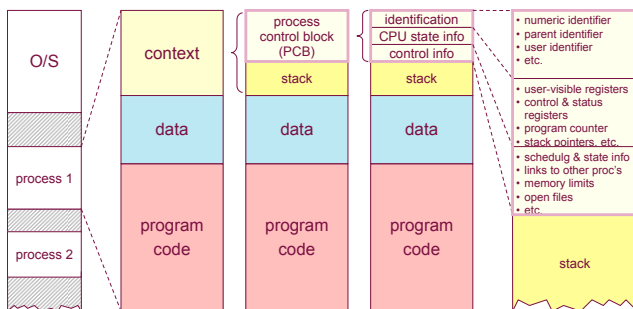 O/S
process 1
process 2
context
data
program
code
process
control block
(PCB)
stack
data
program
code
identification
CPU state info
control info
stack
data
program
code
• numeric identifier
• parent identifier
• user identifier
• etc.
• user-visible registers
• control & status
registers
• program counter
• stack pointers, etc.
• schedulg & state info
• links to other proc's
• memory limits
• open files
• etc.
stack